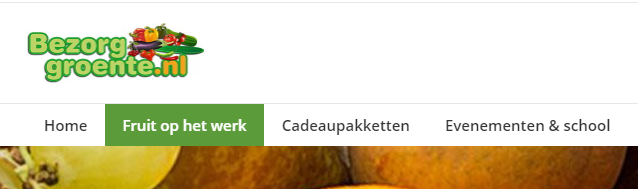 Bezorg
groente.nl
Home Fruit op het werk Cadeaupakketten Evenementen & school